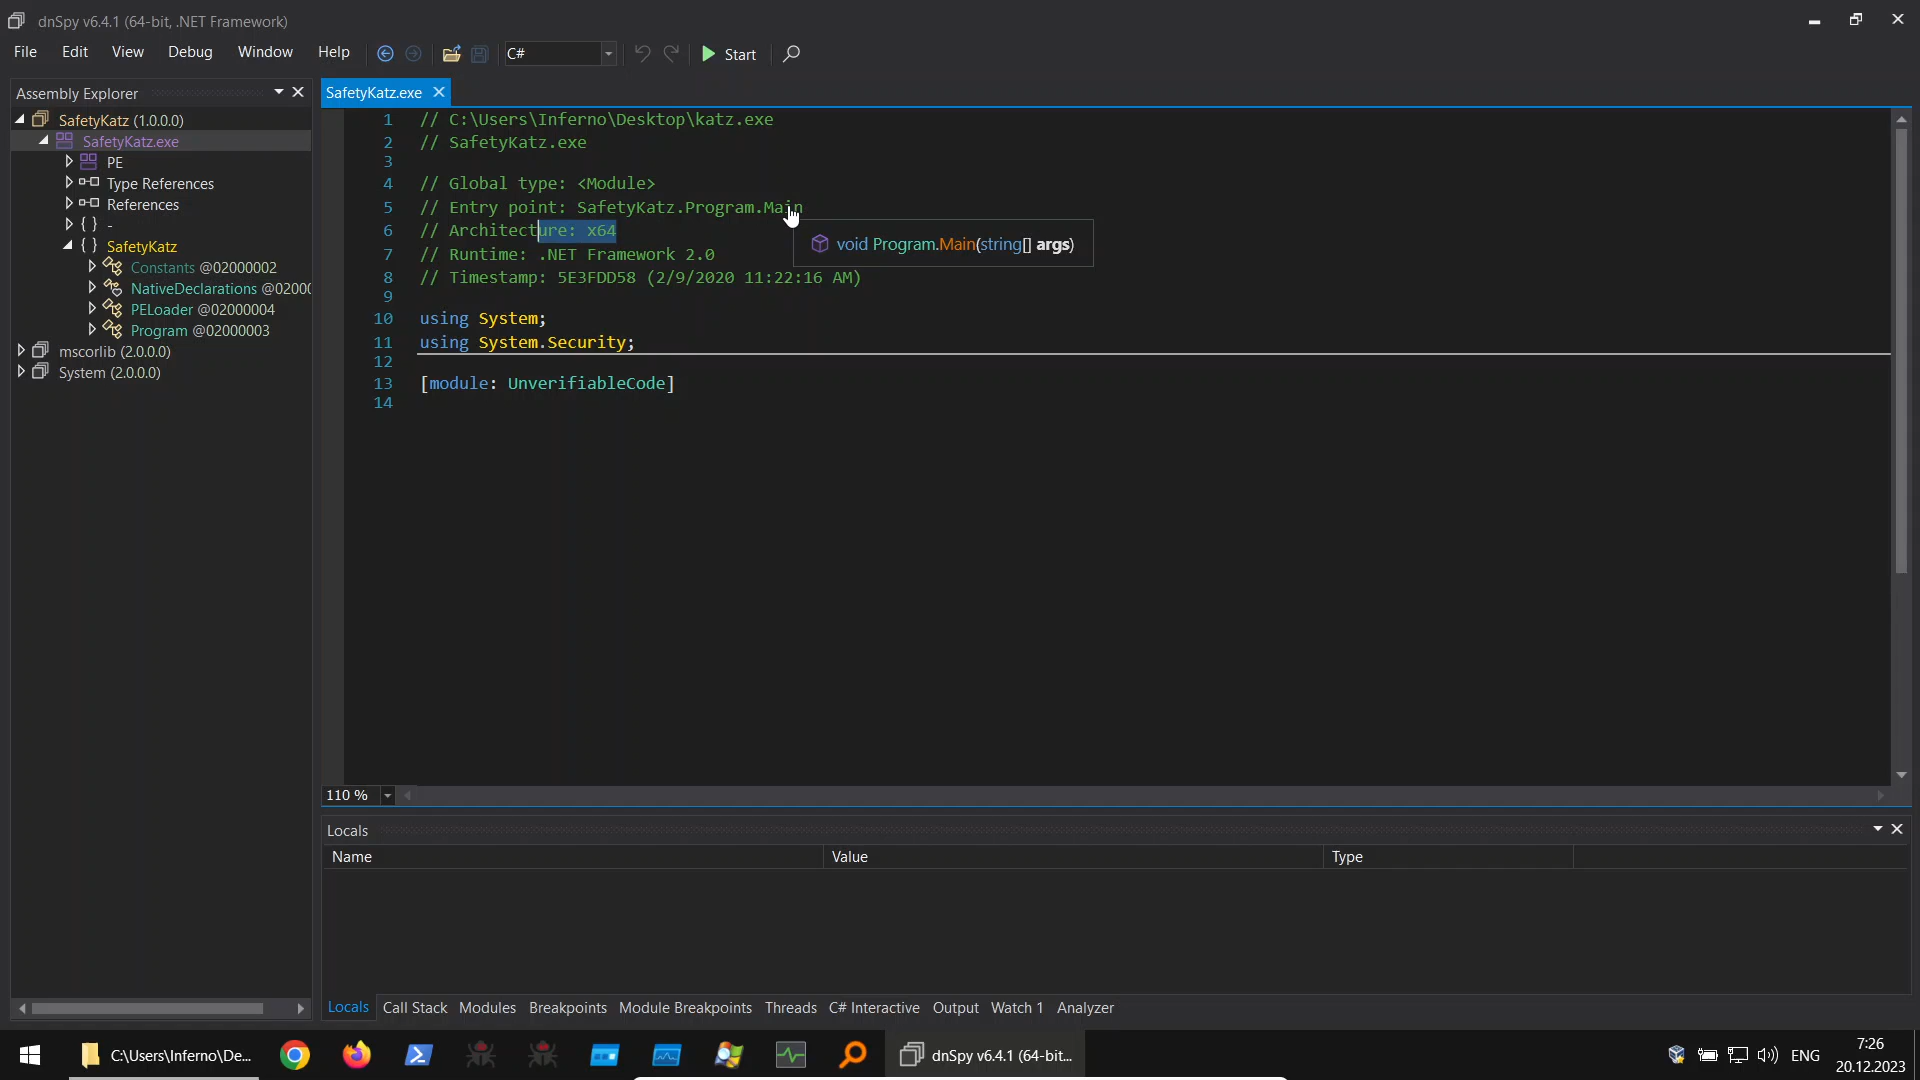 dnSpy v6.4.1 (64-bit, .NET Framework)
File Edit View Debug Window Help C# Start
Assembly Explorer
SafetyKatz (1.0.0.0)
SafetyKatz.exe
PE
Type References
References
{ } -
{ } SafetyKatz
Constants @02000002
NativeDeclarations @0200
PELoader @02000004
Program @02000003
mscorlib (2.0.0.0)
System (2.0.0.0)
SafetyKatz.exe
1 // C:\Users\Inferno\Desktop\katz.exe
2 // SafetyKatz.exe
3
4 // Global type: <Module>
5 // Entry point: SafetyKatz.Program.Main
6 // Architecture: x64
void Program.Main(string[] args)
7 // Runtime: .NET Framework 2.0
8 // Timestamp: 5E3FDD58 (2/9/2020 11:22:16 AM)
9
10 using System;
11 using System.Security;
12
13 [module: UnverifiableCode]
14
110 %
Locals
Name Value Type
Locals Call Stack Modules Breakpoints Module Breakpoints Threads C# Interactive Output Watch 1 Analyzer
C:\Users\Inferno\De... dnSpy v6.4.1 (64-bit... ENG 7:26
20.12.2023